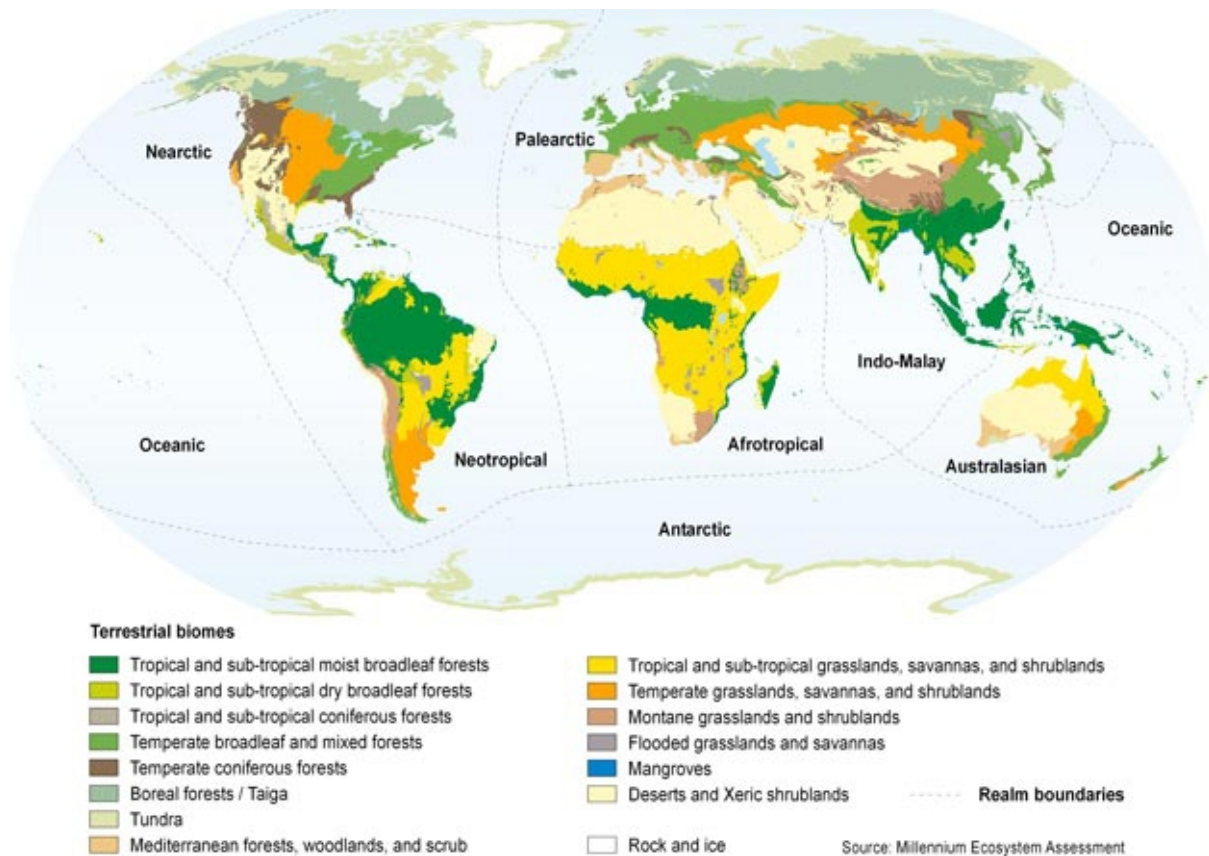 Nearctic
Palearctic
Oceanic
Indo-Malay
Oceanic
Neotropical
Afrotropical
Australasian
Antarctic
Terrestrial biomes
Tropical and sub-tropical moist broadleaf forests
Tropical and sub-tropical dry broadleaf forests
Tropical and sub-tropical coniferous forests
Temperate broadleaf and mixed forests
Temperate coniferous forests
Boreal forests / Taiga
Tundra
Mediterranean forests, woodlands, and scrub
Tropical and sub-tropical grasslands, savannas, and shrublands
Temperate grasslands, savannas, and shrublands
Montane grasslands and shrublands
Flooded grasslands and savannas
Mangroves
Deserts and Xeric shrublands
Realm boundaries
Rock and ice
Source: Millennium Ecosystem Assessment